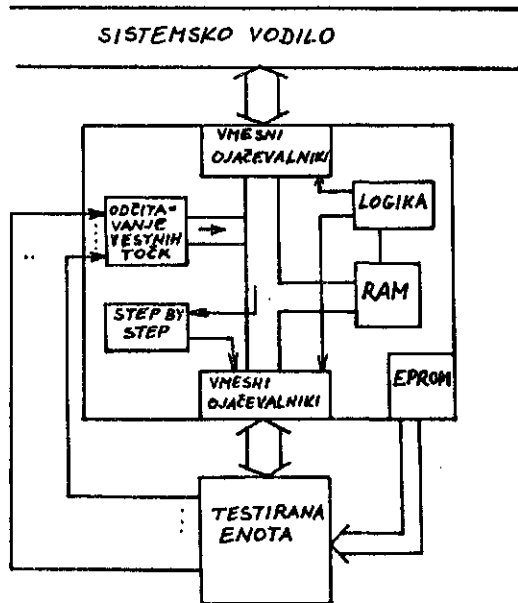 SISTEMSKO VODILO
VMESNI
OJAČEVALNIKI
ODČITA-
VANJE
TESTNIH
TOČK
LOGIKA
RAM
STEP BY
STEP
EPROM
VMESNI
OJAČEVALNIKI
TESTIRANA
ENOTA